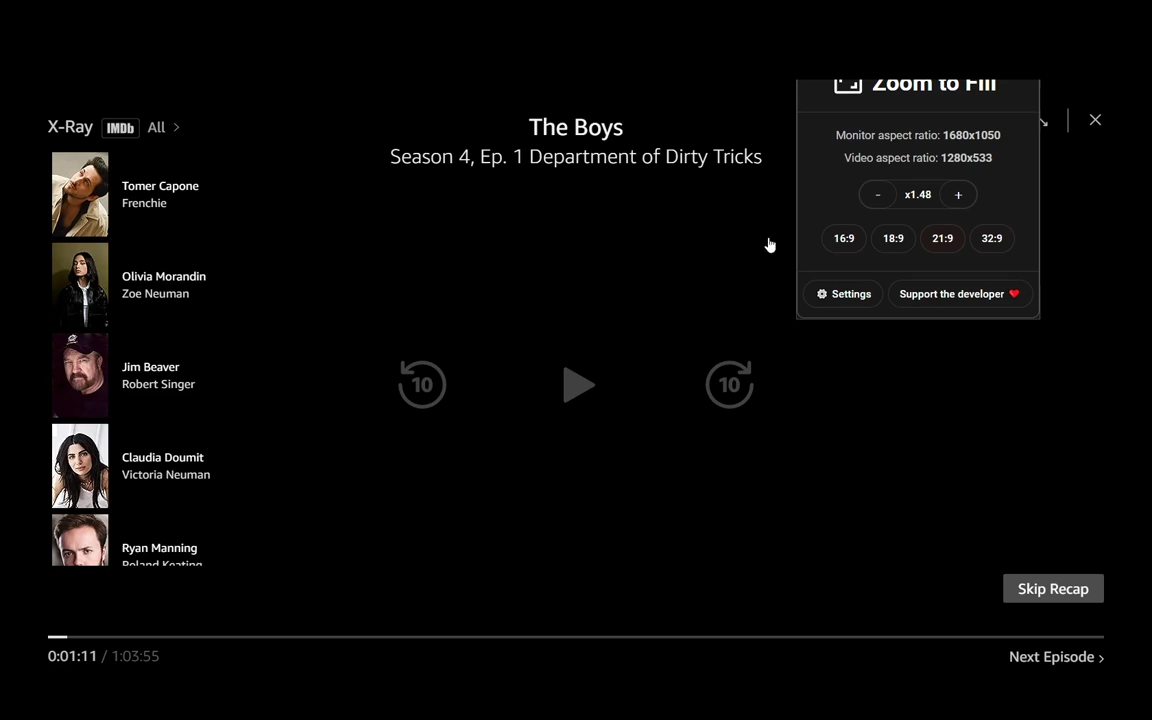 X-Ray IMDb All >
The Boys
Season 4, Ep. 1 Department of Dirty Tricks
Tomer Capone
Frenchie
Olivia Morandin
Zoe Neuman
Jim Beaver
Robert Singer
Claudia Doumit
Victoria Neuman
Ryan Manning
Roland Keating
Zoom to Fill
Monitor aspect ratio: 1680x1050
Video aspect ratio: 1280x533
- x1.48 +
16:9 18:9 21:9 32:9
Settings Support the developer
10 10
Skip Recap
0:01:11 / 1:03:55
Next Episode >